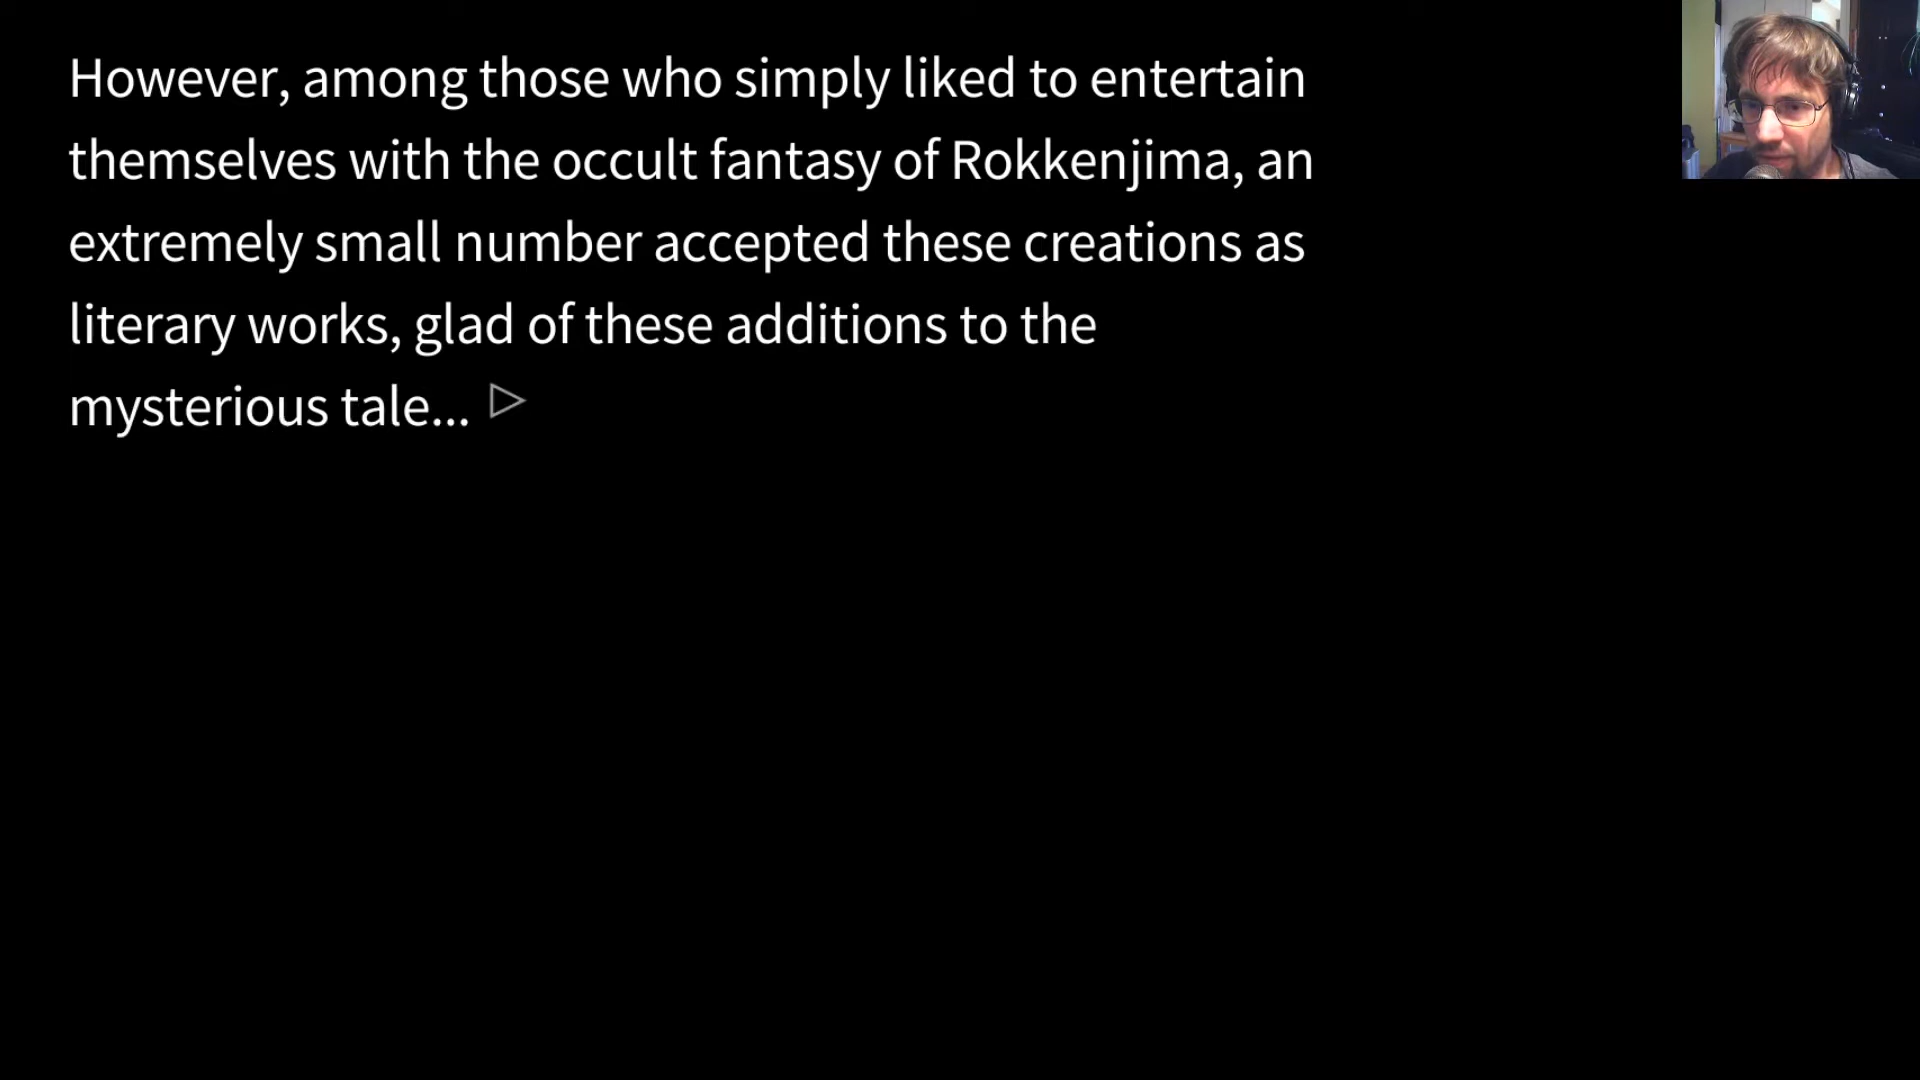 However, among those who simply liked to entertain
themselves with the occult fantasy of Rokkenjima, an
extremely small number accepted these creations as
literary works, glad of these additions to the
mysterious tale...